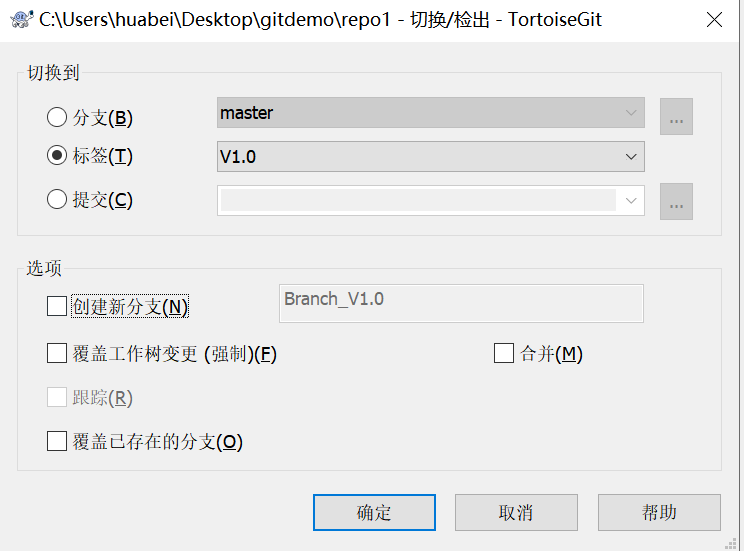 C:\Users\huabei\Desktop\gitdemo\repo1 - 切换/检出 - TortoiseGit
切换到
分支(B) master ...
标签(T) V1.0
提交(C) ...
选项
创建新分支(N) Branch_V1.0
覆盖工作树变更 (强制)(F) 合并(M)
跟踪(R)
覆盖已存在的分支(O)
确定 取消 帮助